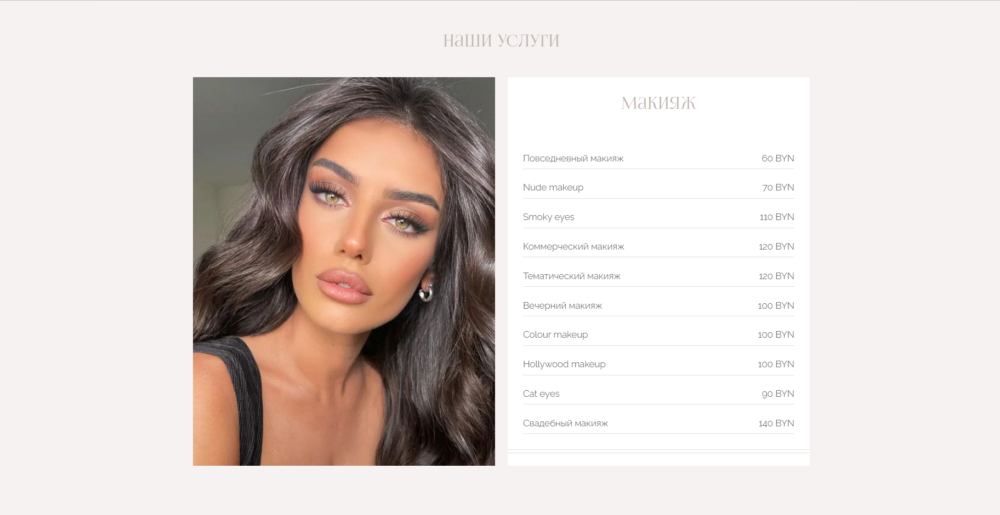 наши услуги
макияж
Повседневный макияж 60 BYN
Nude makeup 70 BYN
Smoky eyes 110 BYN
Коммерческий макияж 120 BYN
Тематический макияж 120 BYN
Вечерний макияж 100 BYN
Colour makeup 100 BYN
Hollywood makeup 100 BYN
Cat eyes 90 BYN
Свадебный макияж 140 BYN